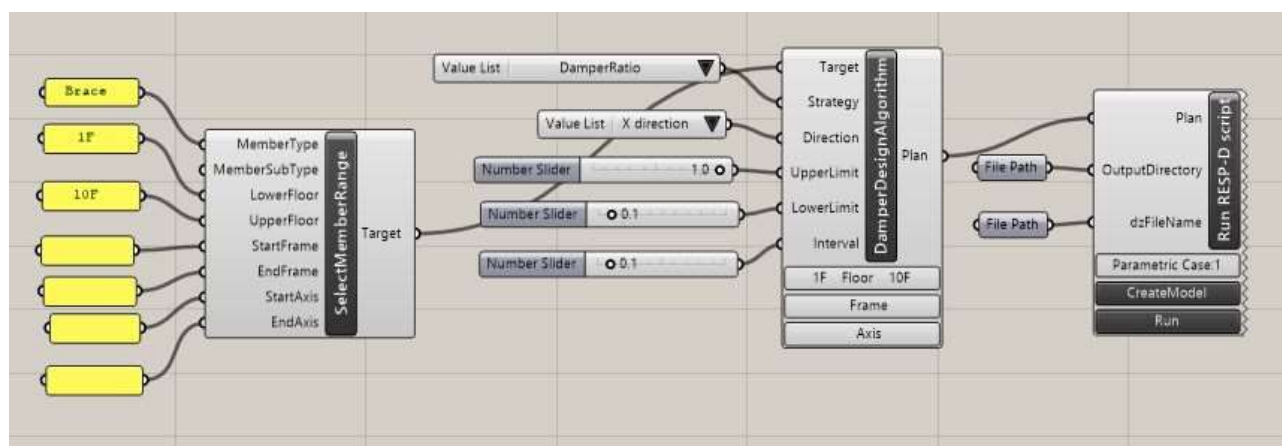 Brace
1F
10F
MemberType
MemberSubType
LowerFloor
UpperFloor
StartFrame
EndFrame
StartAxis
EndAxis
SelectMemberRange
Target
Value List DamperRatio
Value List X direction
Number Slider 1.0
Number Slider 0.1
Number Slider 0.1
Target
Strategy
Direction
UpperLimit
LowerLimit
Interval
DamperDesignAlgorithm
Plan
1F Floor 10F
Frame
Axis
File Path
File Path
Plan
OutputDirectory
dzFileName
Run RESP-D script
Parametric Case:1
CreateModel
Run